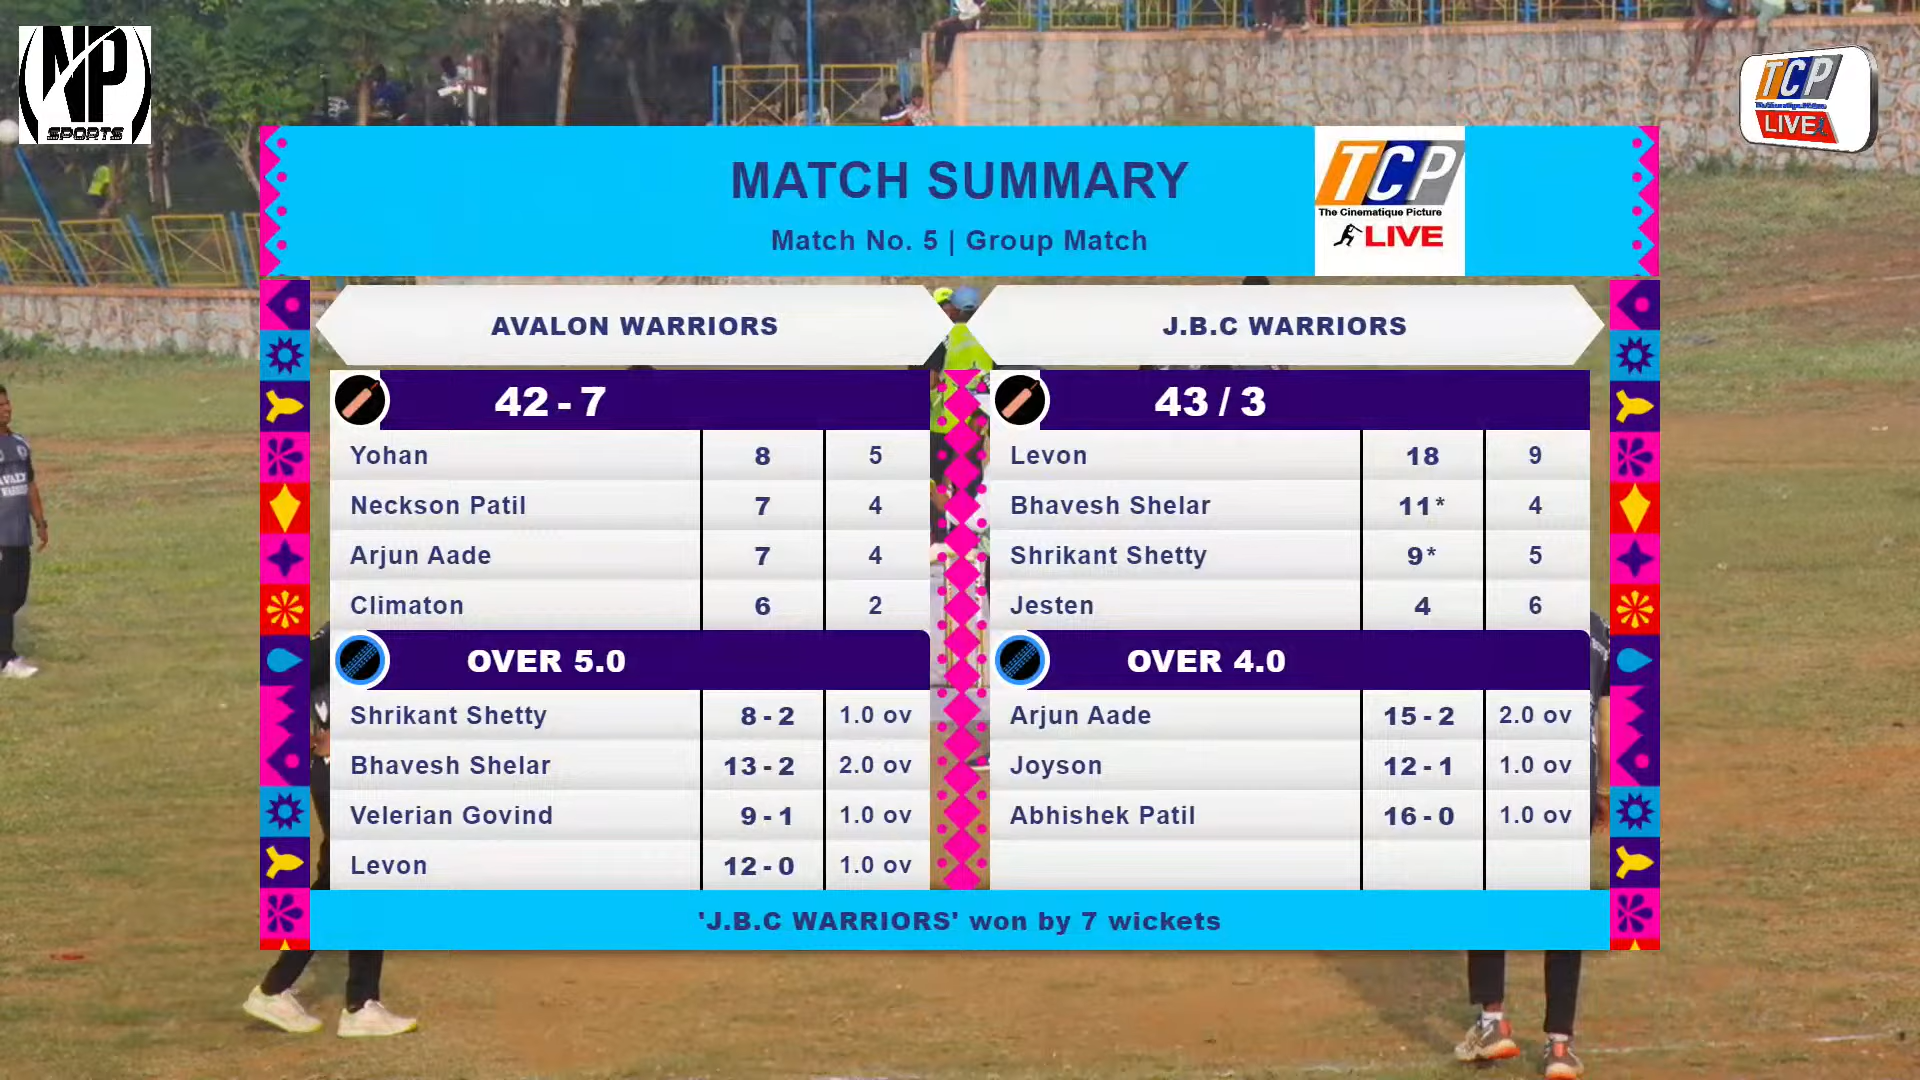 NP
SPORTS
TCP
LIVE
MATCH SUMMARY
Match No. 5 | Group Match
TCP
The Cinematique Picture
LIVE
AVALON WARRIORS
J.B.C WARRIORS
42 - 7
43 / 3
Yohan 8 5
Levon 18 9
Neckson Patil 7 4
Bhavesh Shelar 11* 4
Arjun Aade 7 4
Shrikant Shetty 9* 5
Climaton 6 2
Jesten 4 6
OVER 5.0
OVER 4.0
Shrikant Shetty 8 - 2 1.0 ov
Arjun Aade 15 - 2 2.0 ov
Bhavesh Shelar 13 - 2 2.0 ov
Joyson 12 - 1 1.0 ov
Velerian Govind 9 - 1 1.0 ov
Abhishek Patil 16 - 0 1.0 ov
Levon 12 - 0 1.0 ov
'J.B.C WARRIORS' won by 7 wickets